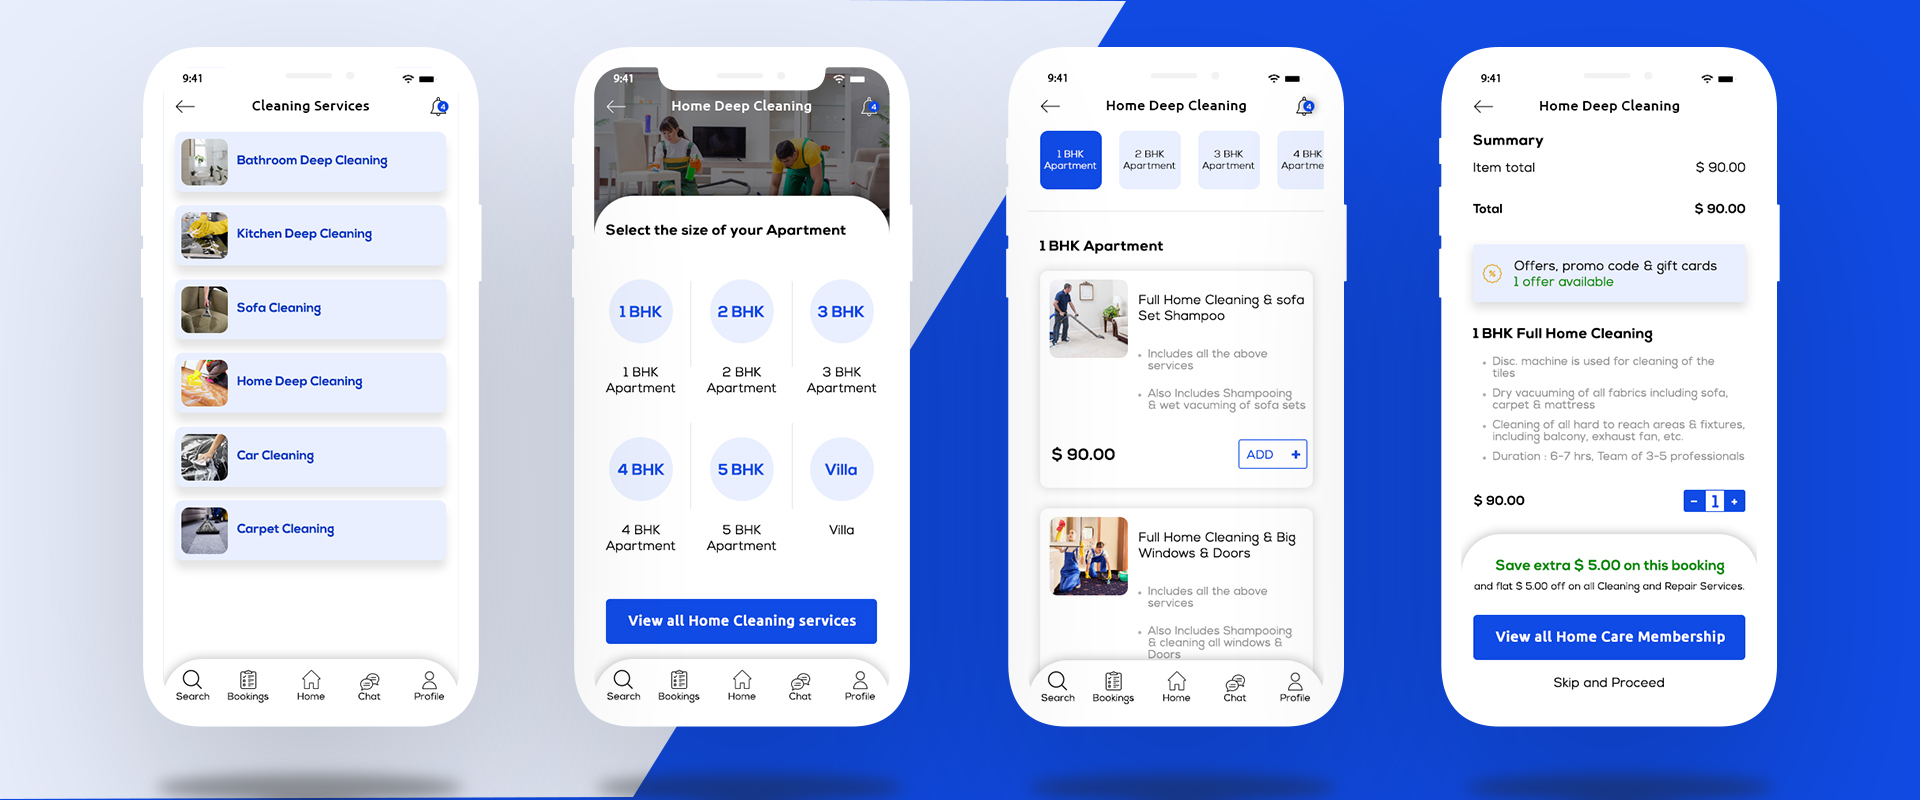 9:41
Cleaning Services
4
Bathroom Deep Cleaning
Kitchen Deep Cleaning
Sofa Cleaning
Home Deep Cleaning
Car Cleaning
Carpet Cleaning
Search
Bookings
Home
Chat
Profile
9:41
Home Deep Cleaning
4
Select the size of your Apartment
1 BHK
2 BHK
3 BHK
1 BHK
Apartment
2 BHK
Apartment
3 BHK
Apartment
4 BHK
5 BHK
Villa
4 BHK
Apartment
5 BHK
Apartment
Villa
View all Home Cleaning services
Search
Bookings
Home
Chat
Profile
9:41
Home Deep Cleaning
4
1 BHK
Apartment
2 BHK
Apartment
3 BHK
Apartment
4 BHK
Apartme
1 BHK Apartment
Full Home Cleaning & sofa
Set Shampoo
• Includes all the above
services
• Also Includes Shampooing
& wet vacuming of sofa sets
$ 90.00
ADD +
Full Home Cleaning & Big
Windows & Doors
• Includes all the above
services
• Also Includes Shampooing
& cleaning all windows &
Doors
Search
Bookings
Home
Chat
Profile
9:41
Home Deep Cleaning
Summary
Item total $ 90.00
Total $ 90.00
%
Offers, promo code & gift cards
1 offer available
1 BHK Full Home Cleaning
• Disc. machine is used for cleaning of the
tiles
• Dry vacuuming of all fabrics including sofa,
carpet & mattress
• Cleaning of all hard to reach areas & fixtures,
including balcony, exhaust fan, etc.
• Duration : 6-7 hrs, Team of 3-5 professionals
$ 90.00
- 1 +
Save extra $ 5.00 on this booking
and flat $ 5.00 off on all Cleaning and Repair Services.
View all Home Care Membership
Skip and Proceed